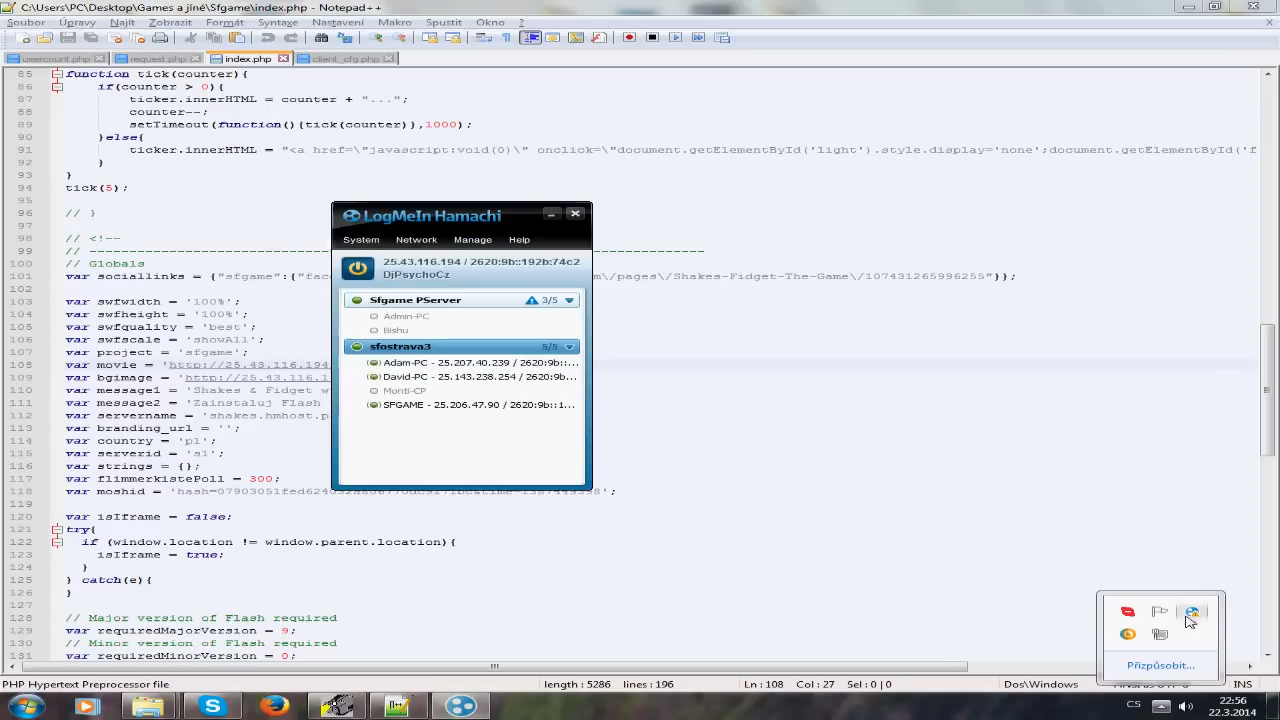 C:\Users\PC\Desktop\Games a jiné\Sfgame\index.php - Notepad++
Soubor Úpravy Najít Zobrazit Formát Syntaxe Nastavení Makro Spustit Okno ?
usercount.php request.php index.php client_cfg.php
85 function tick(counter){
86 if(counter > 0){
87 ticker.innerHTML = counter + "...";
88 counter--;
89 setTimeout(function(){tick(counter)},1000);
90 }else{
91 ticker.innerHTML = "<a href=\"javascript:void(0)\" onclick=\"document.getElementById('light').style.display='none';document.getElementById('f
92 }
93 }
94 tick(5);
95
96 // }
97
98 // <!--
99 // -----------------------------------------------------------------------------
100 // Globals
101 var sociallinks = {"sfgame":{"fac m\/pages\/Shakes-Fidget-The-Game\/107431265996255"}};
103 var swfwidth = '100%';
104 var swfheight = '100%';
105 var swfquality = 'best';
106 var swfscale = 'showAll';
107 var project = 'sfgame';
108 var movie = 'http://25.43.116.194
109 var bgimage = 'http://25.43.116.1
110 var message1 = 'Shakes & Fidget w
111 var message2 = 'Zainstaluj Flash
112 var servername = 'shakes.hmhost.p
113 var branding_url = '';
114 var country = 'pl';
115 var serverid = 's1';
116 var strings = {};
117 var flimmerkistePoll = 300;
118 var moshid =
119
120 var isIframe = false;
121 try{
122 if (window.location != window.parent.location){
123 isIframe = true;
124 }
125 } catch(e){
126 }
127
128 // Major version of Flash required
129 var requiredMajorVersion = 9;
130 // Minor version of Flash required
131 var requiredMinorVersion = 0;
LogMeIn Hamachi
System Network Manage Help
25.43.116.194 / 2620:9b::192b:74c2
DjPsychoCz
Sfgame PServer 3/5
Admin-PC
Bishu
sfostrava3 5/5
Adam-PC - 25.207.40.239 / 2620:9b::...
David-PC - 25.143.238.254 / 2620:9b...
Monti-CP
SFGAME - 25.206.47.90 / 2620:9b::1...
Přizpůsobit...
PHP Hypertext Preprocessor file length : 5286 lines : 196 Ln : 108 Col : 27 Sel : 0 | 0 Dos\Windows INS
CS 22:56
22.3.2014